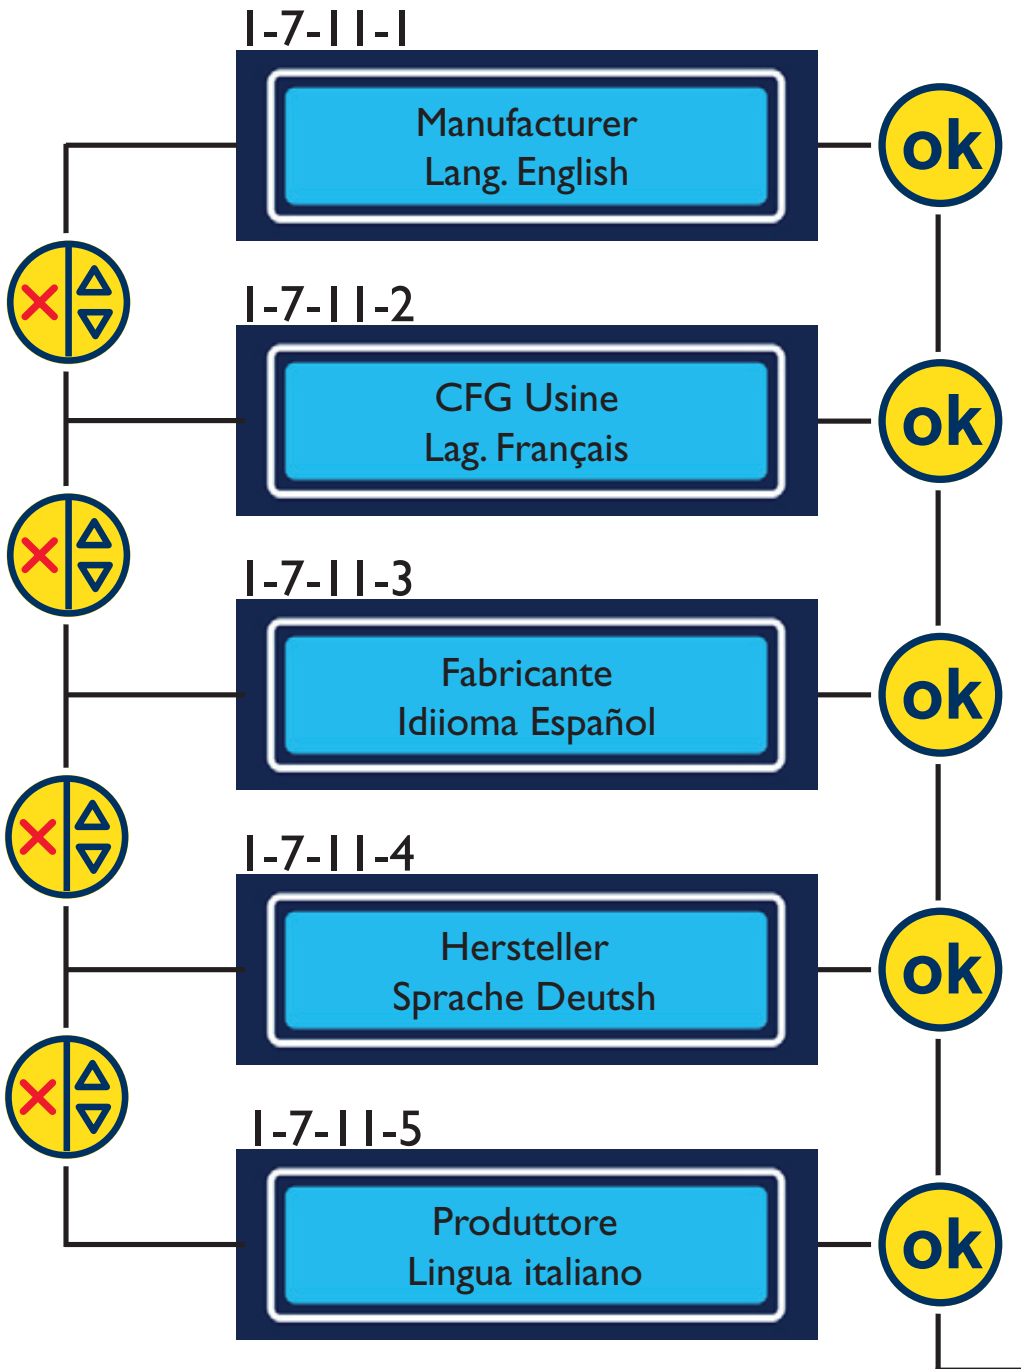 1-7-11-1
Manufacturer
Lang. English
ok
1-7-11-2
CFG Usine
Lag. Français
ok
1-7-11-3
Fabricante
Idiioma Español
ok
1-7-11-4
Hersteller
Sprache Deutsh
ok
1-7-11-5
Produttore
Lingua italiano
ok